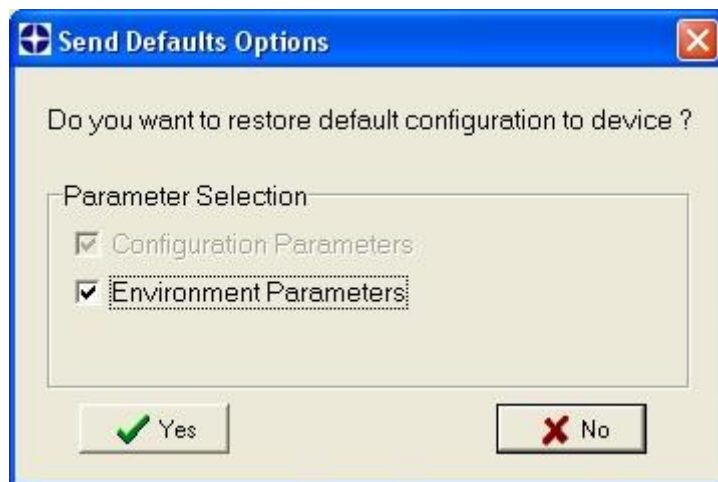 Send Defaults Options
Do you want to restore default configuration to device ?
Parameter Selection
Configuration Parameters
Environment Parameters
Yes
No